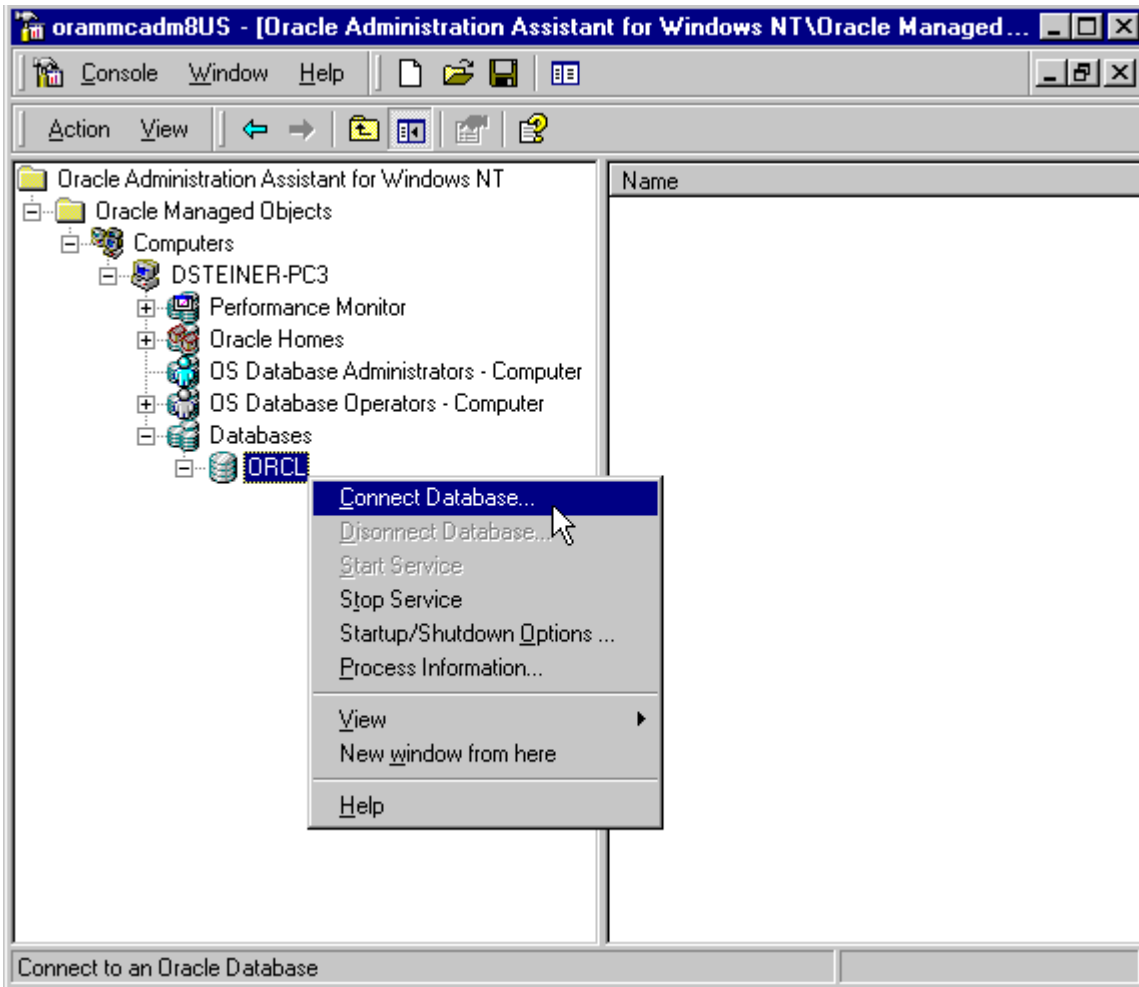 orammcadm8US - [Oracle Administration Assistant for Windows NT\Oracle Managed...
Console Window Help
Action View
Oracle Administration Assistant for Windows NT
Name
Oracle Managed Objects
Computers
DSTEINER-PC3
Performance Monitor
Oracle Homes
OS Database Administrators - Computer
OS Database Operators - Computer
Databases
ORCL
Connect Database...
Disonnect Database...
Start Service
Stop Service
Startup/Shutdown Options ...
Process Information...
View
New window from here
Help
Connect to an Oracle Database